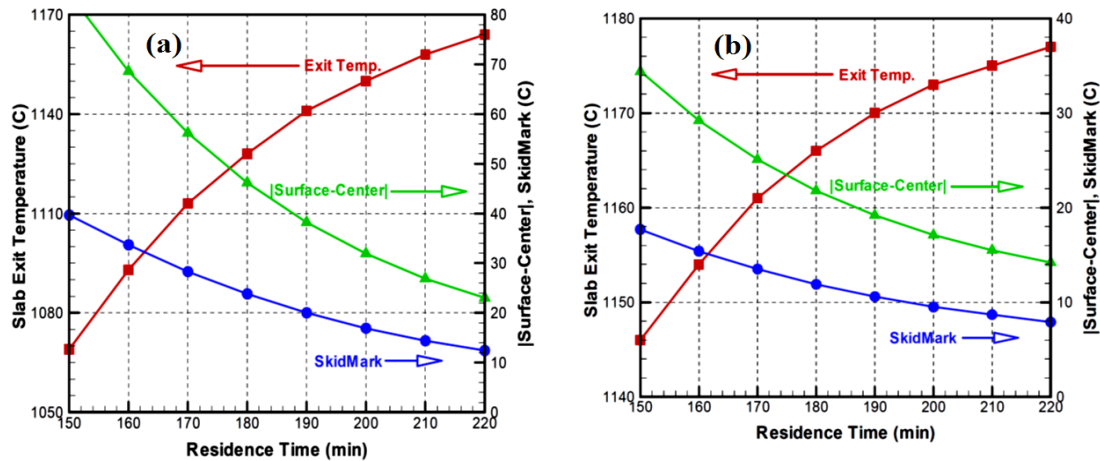 (a)
Slab Exit Temperature (C)
1170
1140
1110
1080
1050
Exit Temp.
|Surface-Center|
SkidMark
80
70
60
50
40
30
20
10
0
|Surface-Center|, SkidMark (C)
150 160 170 180 190 200 210 220
Residence Time (min)
(b)
Slab Exit Temperature (C)
1180
1170
1160
1150
1140
Exit Temp.
|Surface-Center|
SkidMark
40
30
20
10
0
|Surface-Center|, SkidMark (C)
150 160 170 180 190 200 210 220
Residence Time (min)